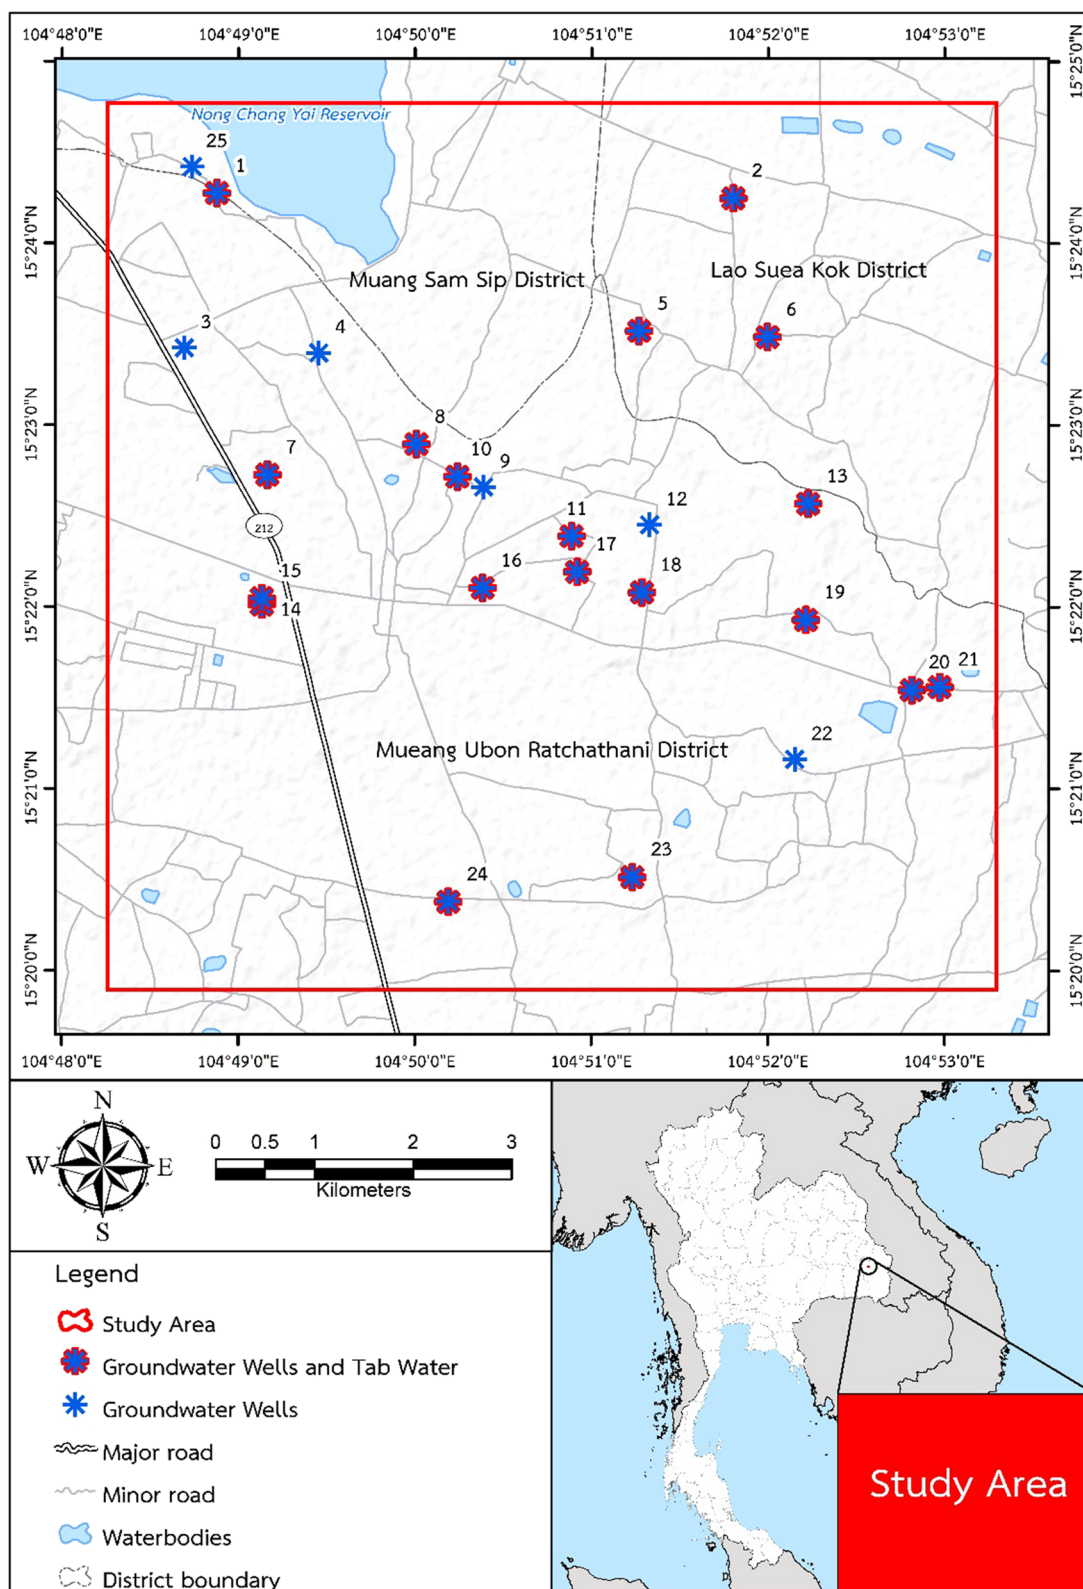 104°48'0"E 104°49'0"E 104°50'0"E 104°51'0"E 104°52'0"E 104°53'0"E
15°25'0"N
Nong Chang Yai Reservoir
25
1
2
15°24'0"N 15°24'0"N
Muang Sam Sip District
Lao Suea Kok District
3
4
5
6
15°23'0"N 15°23'0"N
8
7
10
9
13
12
11
212
17
16
18
15
14
19
15°22'0"N 15°22'0"N
20
21
Mueang Ubon Ratchathani District
22
15°21'0"N 15°21'0"N
23
24
15°20'0"N 15°20'0"N
104°48'0"E 104°49'0"E 104°50'0"E 104°51'0"E 104°52'0"E 104°53'0"E
N
W E
S
0 0.5 1 2 3
Kilometers
Legend
Study Area
Groundwater Wells and Tab Water
Groundwater Wells
Major road
Minor road
Waterbodies
District boundary
Study Area